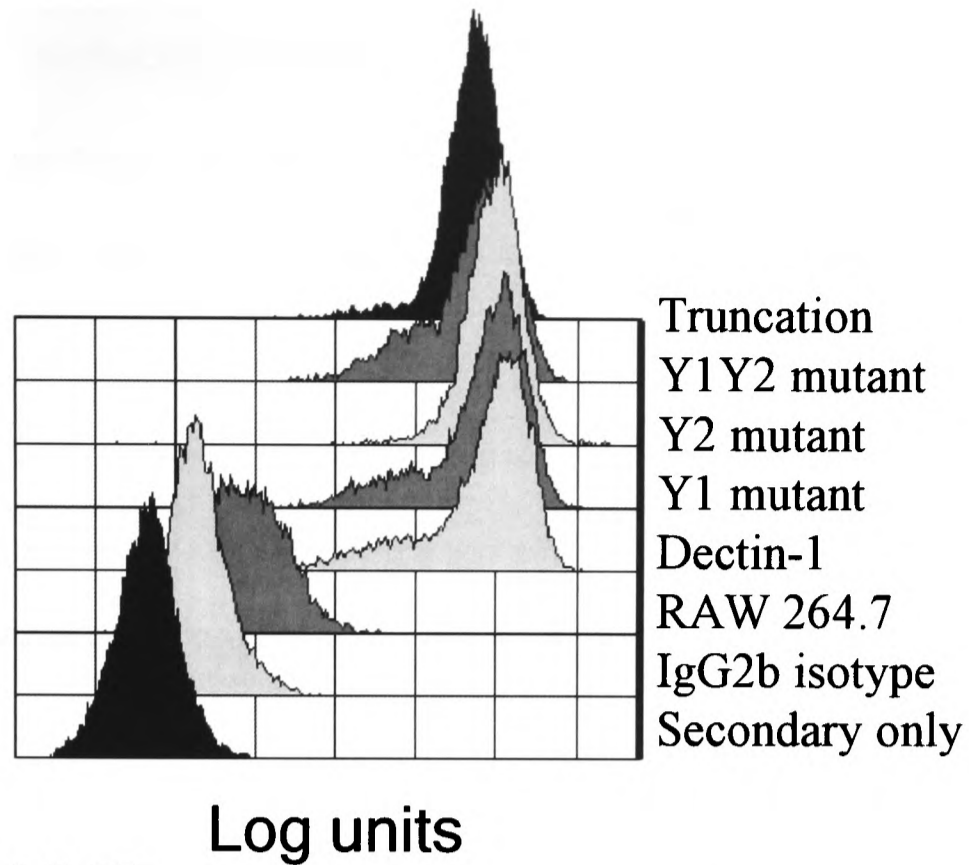 Truncation
Y1Y2 mutant
Y2 mutant
Y1 mutant
Dectin-1
RAW 264.7
IgG2b isotype
Secondary only
Log units